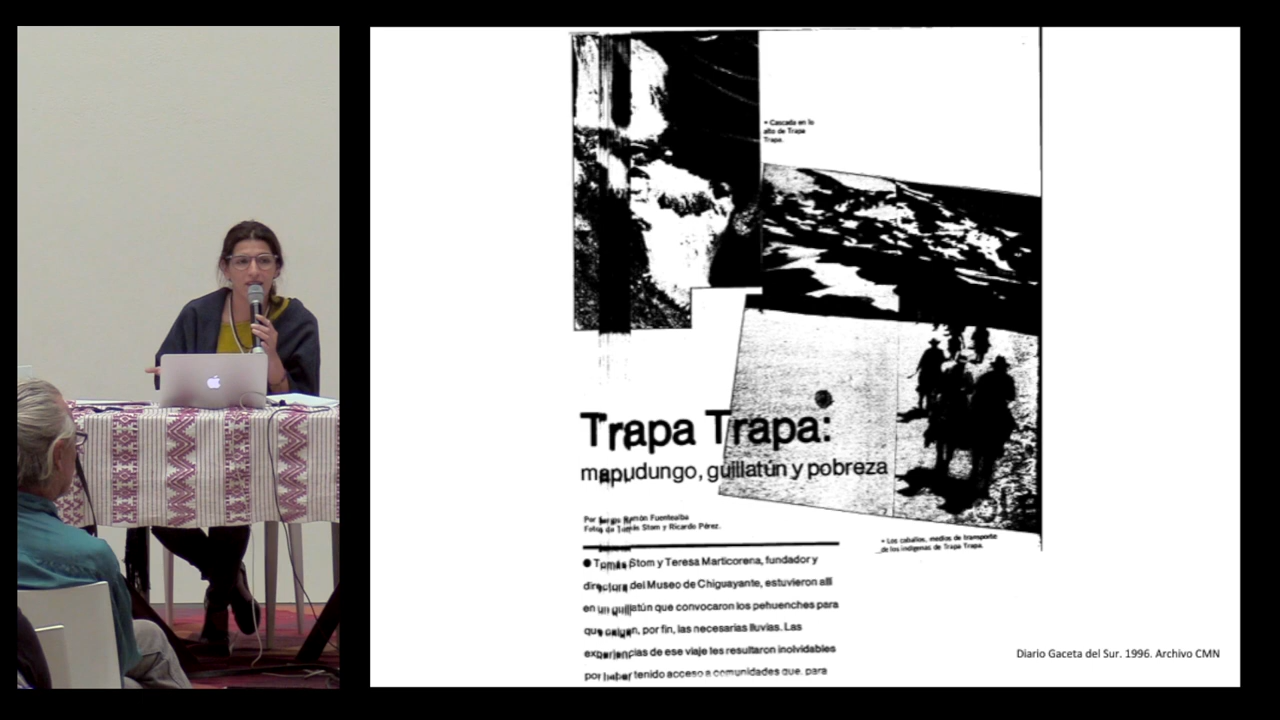 • Cascada en lo
alto de Trapa
Trapa.
Trapa Trapa:
mapudungo, guillatún y pobreza
Por Sergio Ramón Fuentealba
Fotos de Tomás Stom y Ricardo Pérez.
• Los caballos, medios de transporte
de los indígenas de Trapa Trapa.
● Tomás Stom y Teresa Marticorena, fundador y
directora del Museo de Chiguayante, estuvieron allí
en un guillatún que convocaron los pehuenches para
que caigan, por fin, las necesarias lluvias. Las
experiencias de ese viaje les resultaron inolvidables
por haber tenido acceso a comunidades que, para
Diario Gaceta del Sur. 1996. Archivo CMN